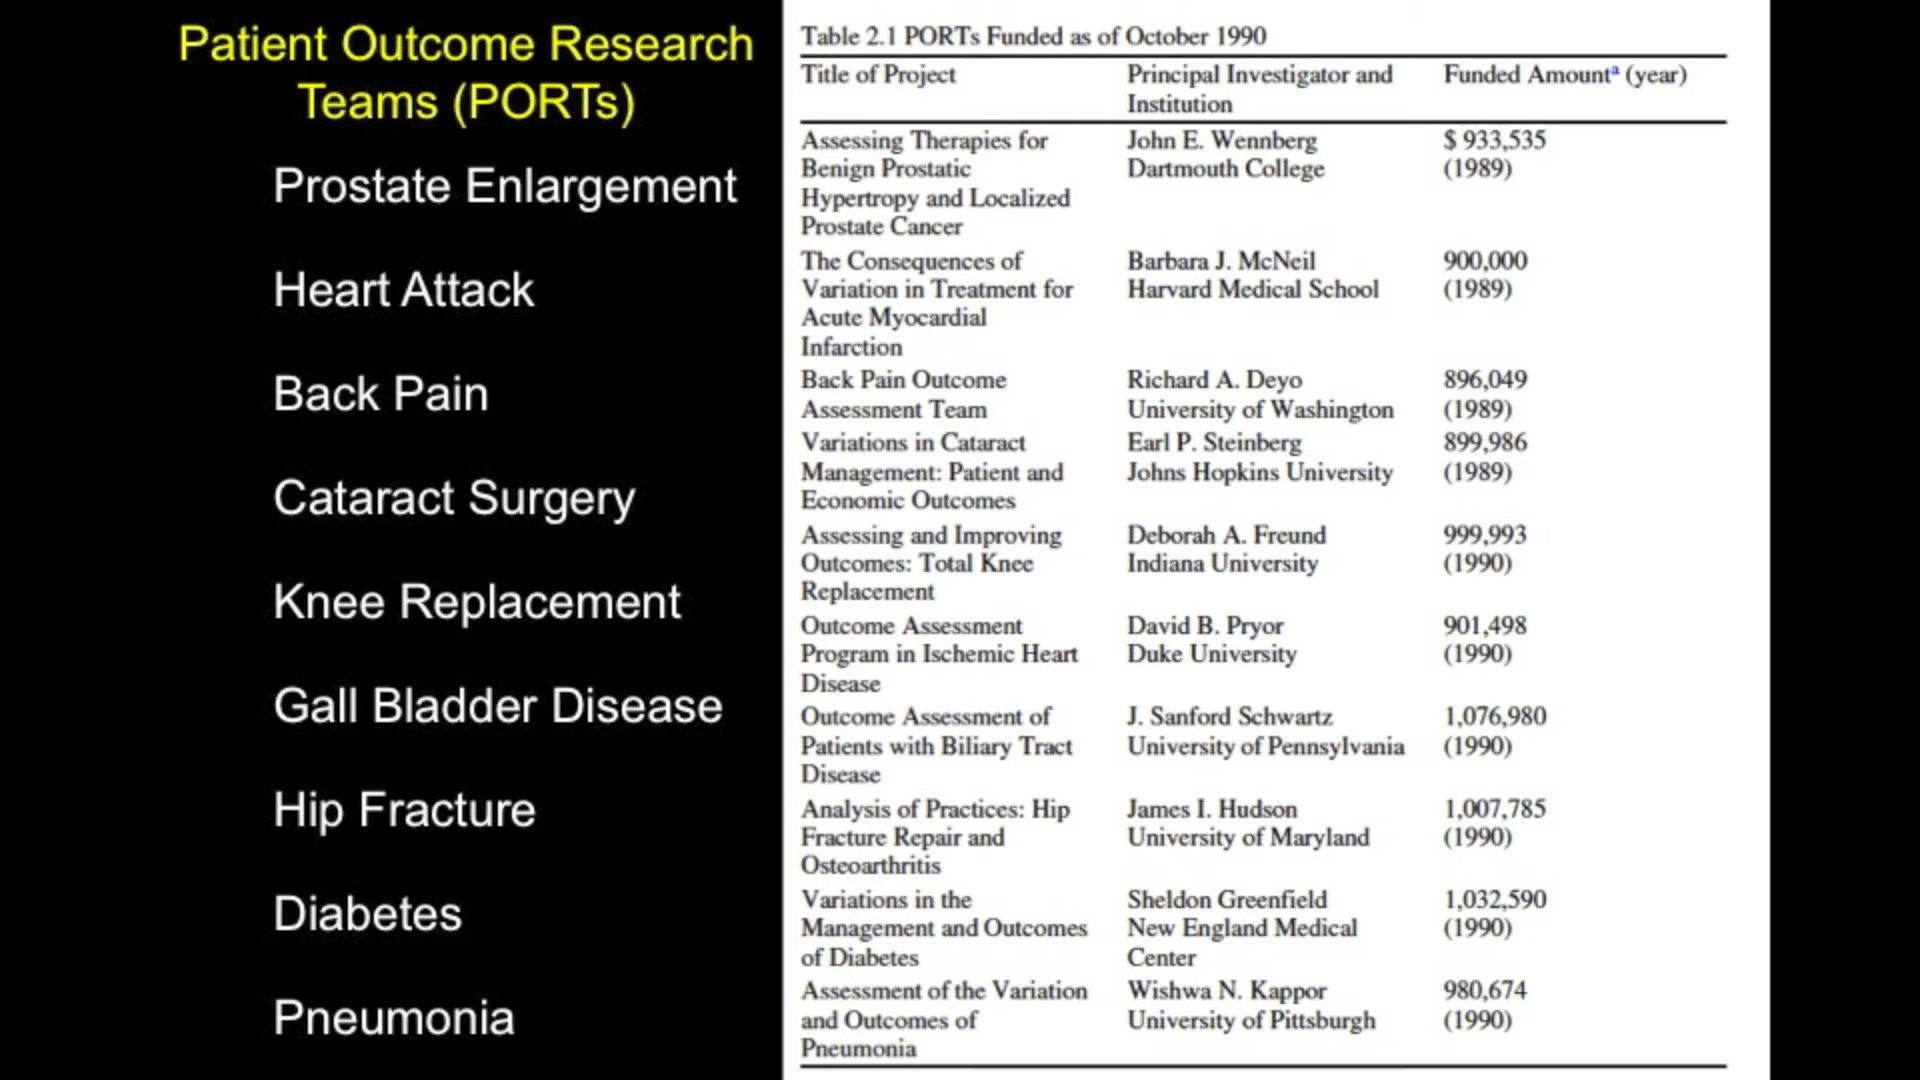 Patient Outcome Research
Teams (PORTs)
Prostate Enlargement
Heart Attack
Back Pain
Cataract Surgery
Knee Replacement
Gall Bladder Disease
Hip Fracture
Diabetes
Pneumonia
Table 2.1 PORTs Funded as of October 1990
Title of Project Principal Investigator and Funded Amountᵃ (year)
Institution
Assessing Therapies for John E. Wennberg $ 933,535
Benign Prostatic Dartmouth College (1989)
Hypertropy and Localized
Prostate Cancer
The Consequences of Barbara J. McNeil 900,000
Variation in Treatment for Harvard Medical School (1989)
Acute Myocardial
Infarction
Back Pain Outcome Richard A. Deyo 896,049
Assessment Team University of Washington (1989)
Variations in Cataract Earl P. Steinberg 899,986
Management: Patient and Johns Hopkins University (1989)
Economic Outcomes
Assessing and Improving Deborah A. Freund 999,993
Outcomes: Total Knee Indiana University (1990)
Replacement
Outcome Assessment David B. Pryor 901,498
Program in Ischemic Heart Duke University (1990)
Disease
Outcome Assessment of J. Sanford Schwartz 1,076,980
Patients with Biliary Tract University of Pennsylvania (1990)
Disease
Analysis of Practices: Hip James I. Hudson 1,007,785
Fracture Repair and University of Maryland (1990)
Osteoarthritis
Variations in the Sheldon Greenfield 1,032,590
Management and Outcomes New England Medical (1990)
of Diabetes Center
Assessment of the Variation Wishwa N. Kappor 980,674
and Outcomes of University of Pittsburgh (1990)
Pneumonia